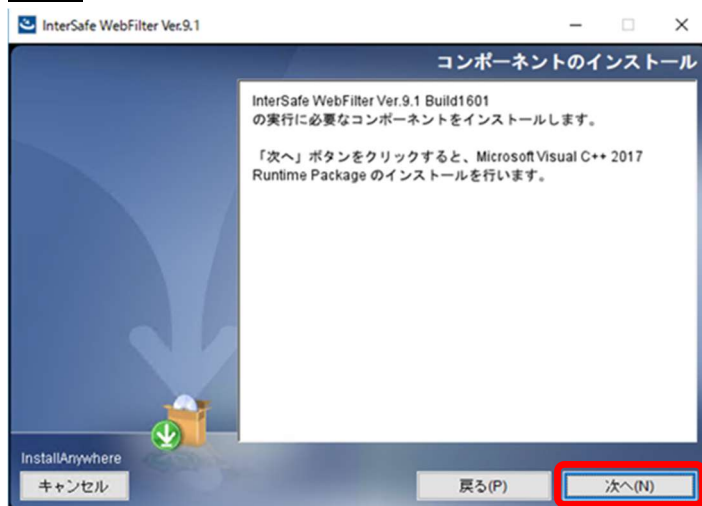 InterSafe WebFilter Ver.9.1
コンポーネントのインストール
InterSafe WebFilter Ver.9.1 Build1601
の実行に必要なコンポーネントをインストールします。
「次へ」ボタンをクリックすると、Microsoft Visual C++ 2017
Runtime Package のインストールを行います。
InstallAnywhere
キャンセル
戻る(P)
次へ(N)